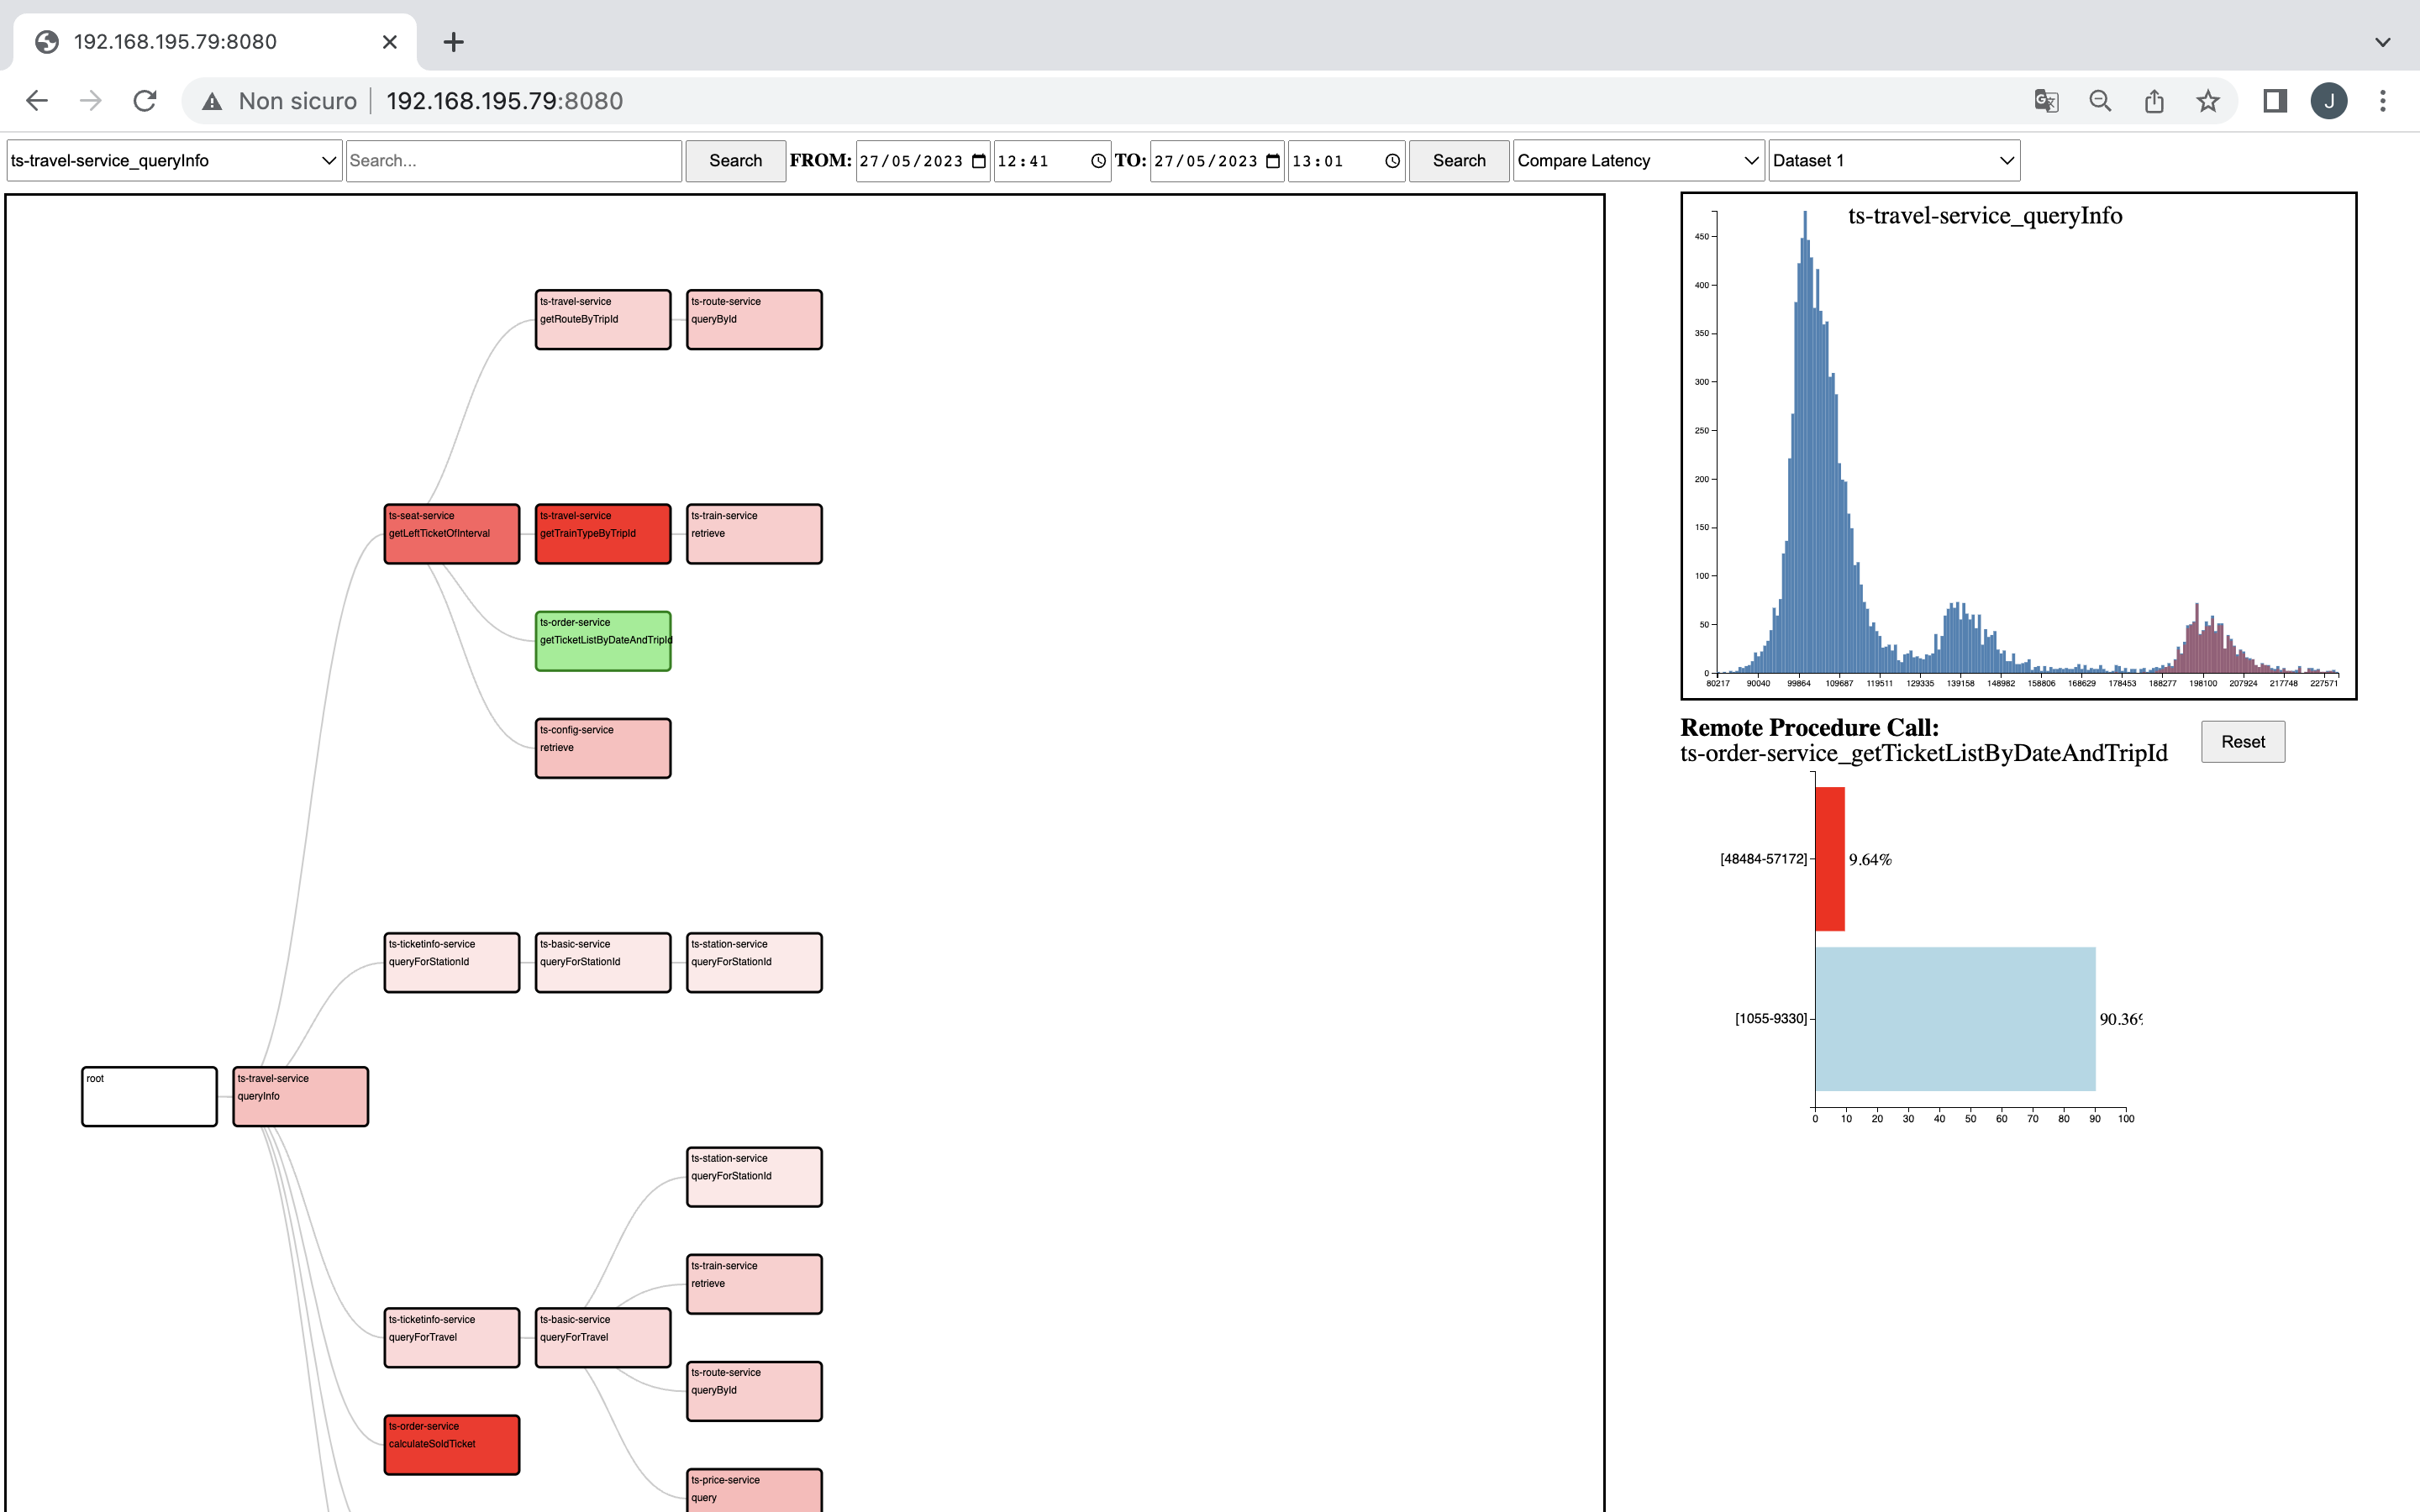 192.168.195.79:8080
Non sicuro 192.168.195.79:8080
J
ts-travel-service_queryInfo Search... Search FROM: 27/05/2023 12:41 TO: 27/05/2023 13:01 Search Compare Latency Dataset 1
ts-travel-service
getRouteByTripId
ts-route-service
queryById
ts-seat-service
getLeftTicketOfInterval
ts-travel-service
getTrainTypeByTripId
ts-train-service
retrieve
ts-order-service
getTicketListByDateAndTripId
ts-config-service
retrieve
ts-ticketinfo-service
queryForStationId
ts-basic-service
queryForStationId
ts-station-service
queryForStationId
root
ts-travel-service
queryInfo
ts-station-service
queryForStationId
ts-train-service
retrieve
ts-ticketinfo-service
queryForTravel
ts-basic-service
queryForTravel
ts-route-service
queryById
ts-order-service
calculateSoldTicket
ts-price-service
query
ts-travel-service_queryInfo
450
400
350
300
250
200
150
100
50
0
80217 90040 99864 109687 119511 129335 139158 148982 158806 168629 178453 188277 198100 207924 217748 227571
Remote Procedure Call:
ts-order-service_getTicketListByDateAndTripId
Reset
[48484-57172] 9.64%
[1055-9330] 90.36%
0 10 20 30 40 50 60 70 80 90 100